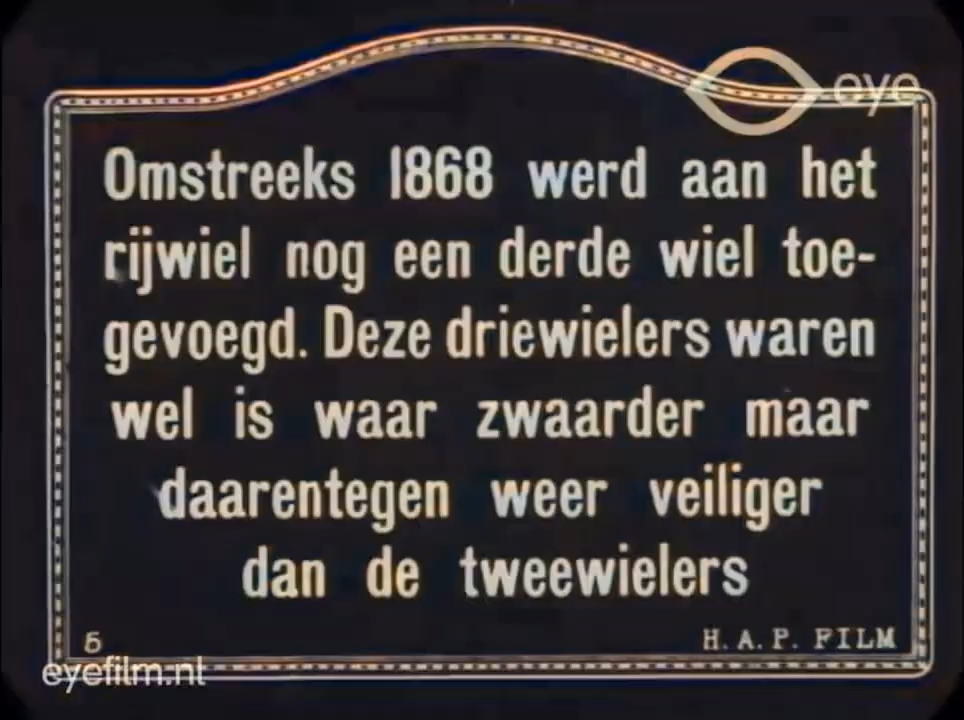 eye
Omstreeks 1868 werd aan het
rijwiel nog een derde wiel toe-
gevoegd. Deze driewielers waren
wel is waar zwaarder maar
daarentegen weer veiliger
dan de tweewielers
5
H.A.P. FILM
eyefilm.nl